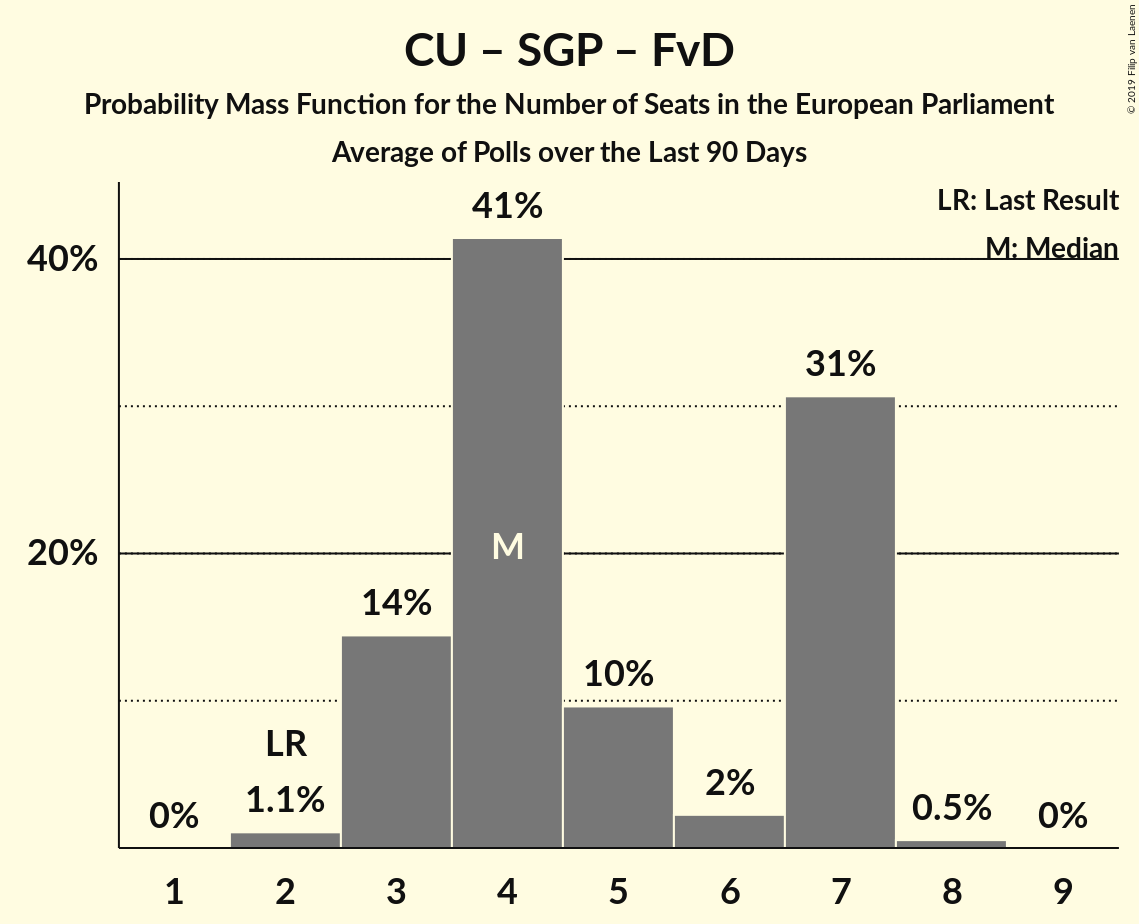 CU – SGP – FvD
Probability Mass Function for the Number of Seats in the European Parliament
Average of Polls over the Last 90 Days
© 2019 Filip van Laenen
LR: Last Result
M: Median
40%
20%
0%
LR
1.1%
14%
41%
M
10%
2%
31%
0.5%
0%
1 2 3 4 5 6 7 8 9